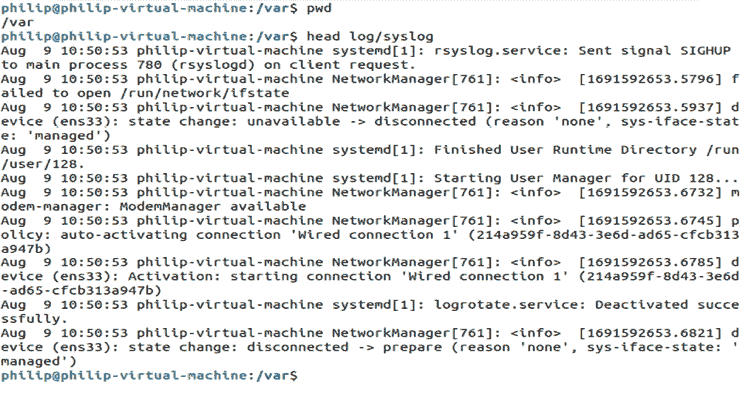 philip@philip-virtual-machine:/var$ pwd
/var
philip@philip-virtual-machine:/var$ head log/syslog
Aug  9 10:50:53 philip-virtual-machine systemd[1]: rsyslog.service: Sent signal SIGHUP
to main process 780 (rsyslogd) on client request.
Aug  9 10:50:53 philip-virtual-machine NetworkManager[761]: <info>  [1691592653.5796] f
ailed to open /run/network/ifstate
Aug  9 10:50:53 philip-virtual-machine NetworkManager[761]: <info>  [1691592653.5937] d
evice (ens33): state change: unavailable -> disconnected (reason 'none', sys-iface-stat
e: 'managed')
Aug  9 10:50:53 philip-virtual-machine systemd[1]: Finished User Runtime Directory /run
/user/128.
Aug  9 10:50:53 philip-virtual-machine systemd[1]: Starting User Manager for UID 128...
Aug  9 10:50:53 philip-virtual-machine NetworkManager[761]: <info>  [1691592653.6732] m
odem-manager: ModemManager available
Aug  9 10:50:53 philip-virtual-machine NetworkManager[761]: <info>  [1691592653.6745] p
olicy: auto-activating connection 'Wired connection 1' (214a959f-8d43-3e6d-ad65-cfcb313
a947b)
Aug  9 10:50:53 philip-virtual-machine NetworkManager[761]: <info>  [1691592653.6785] d
evice (ens33): Activation: starting connection 'Wired connection 1' (214a959f-8d43-3e6d
-ad65-cfcb313a947b)
Aug  9 10:50:53 philip-virtual-machine systemd[1]: logrotate.service: Deactivated succe
ssfully.
Aug  9 10:50:53 philip-virtual-machine NetworkManager[761]: <info>  [1691592653.6821] d
evice (ens33): state change: disconnected -> prepare (reason 'none', sys-iface-state: '
managed')
philip@philip-virtual-machine:/var$